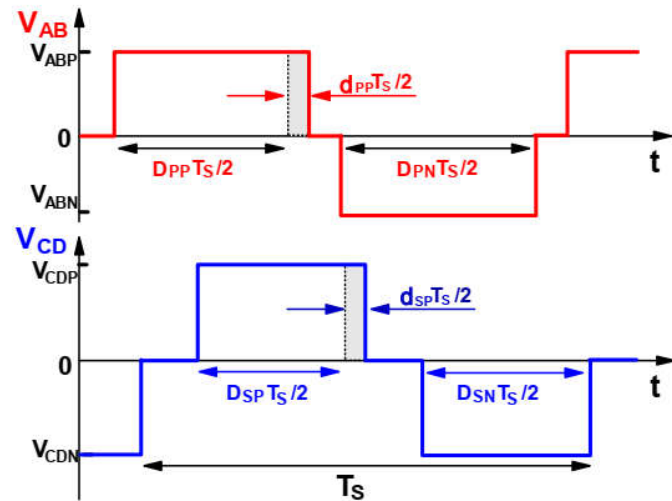 VAB
VABP
dPPTS/2
0
DPPTS/2
DPNTS/2
t
VABN
VCD
VCDP
dSPTS/2
0
DSPTS/2
DSNTS/2
t
VCDN
TS